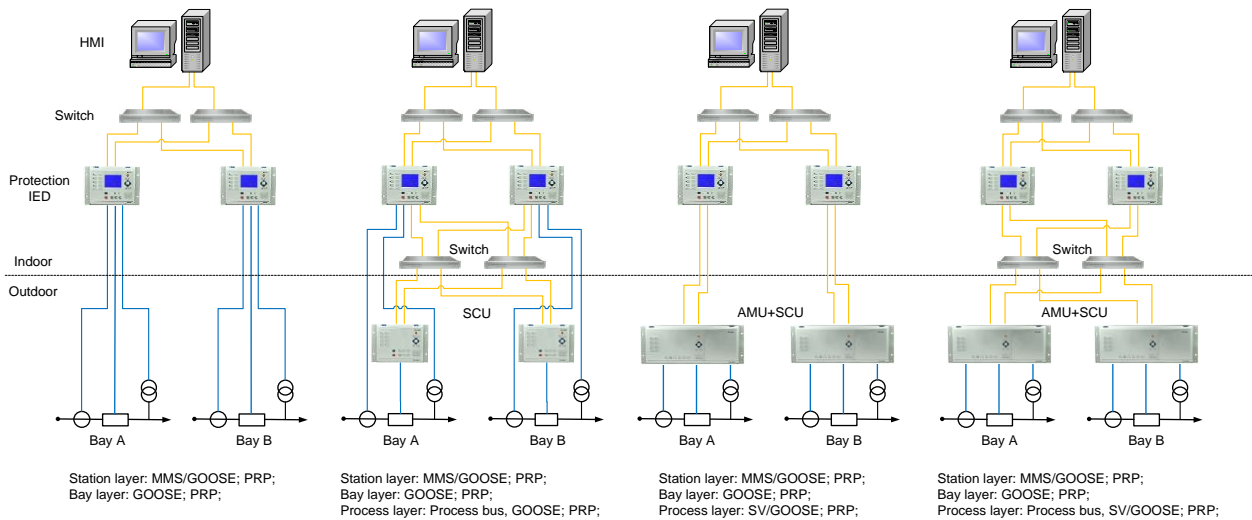 HMI
Switch
Protection
IED
Indoor
Outdoor
Switch
SCU
AMU+SCU
Switch
AMU+SCU
Bay A
Bay B
Bay A
Bay B
Bay A
Bay B
Bay A
Bay B
Station layer: MMS/GOOSE; PRP;
Bay layer: GOOSE; PRP;
Station layer: MMS/GOOSE; PRP;
Bay layer: GOOSE; PRP;
Process layer: Process bus, GOOSE; PRP;
Station layer: MMS/GOOSE; PRP;
Bay layer: GOOSE; PRP;
Process layer: SV/GOOSE; PRP;
Station layer: MMS/GOOSE; PRP;
Bay layer: GOOSE; PRP;
Process layer: Process bus, SV/GOOSE; PRP;